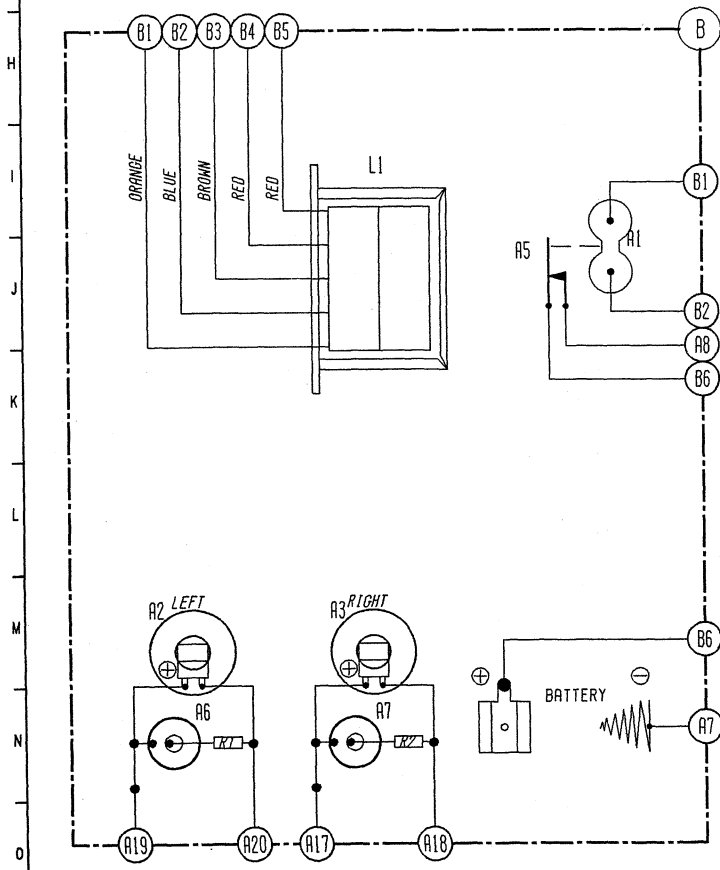 B1 B2 B3 B4 B5 B
H
I
J
K
L
M
N
O
ORANGE
BLUE
BROWN
RED
RED
L1
B1
A5
A1
B2
A8
B6
A2 LEFT
A3 RIGHT
B6
BATTERY
A6
A7
R1
R2
A7
A19 A20 A17 A18